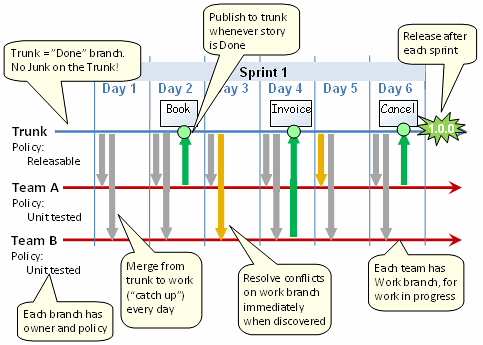 Trunk ="Done" branch.
No Junk on the Trunk!
Publish to trunk
whenever story
is Done
Release after
each sprint
Sprint 1
Day 1
Day 2
Day 3
Day 4
Day 5
Day 6
Book
Invoice
Cancel
Trunk
Policy:
Releasable
1.0.0
Team A
Policy:
Unit tested
Team B
Policy:
Unit tested
Each branch has
owner and policy
Merge from
trunk to work
("catch up")
every day
Resolve conflicts
on work branch
immediately
when discovered
Each team has
Work branch, for
work in progress